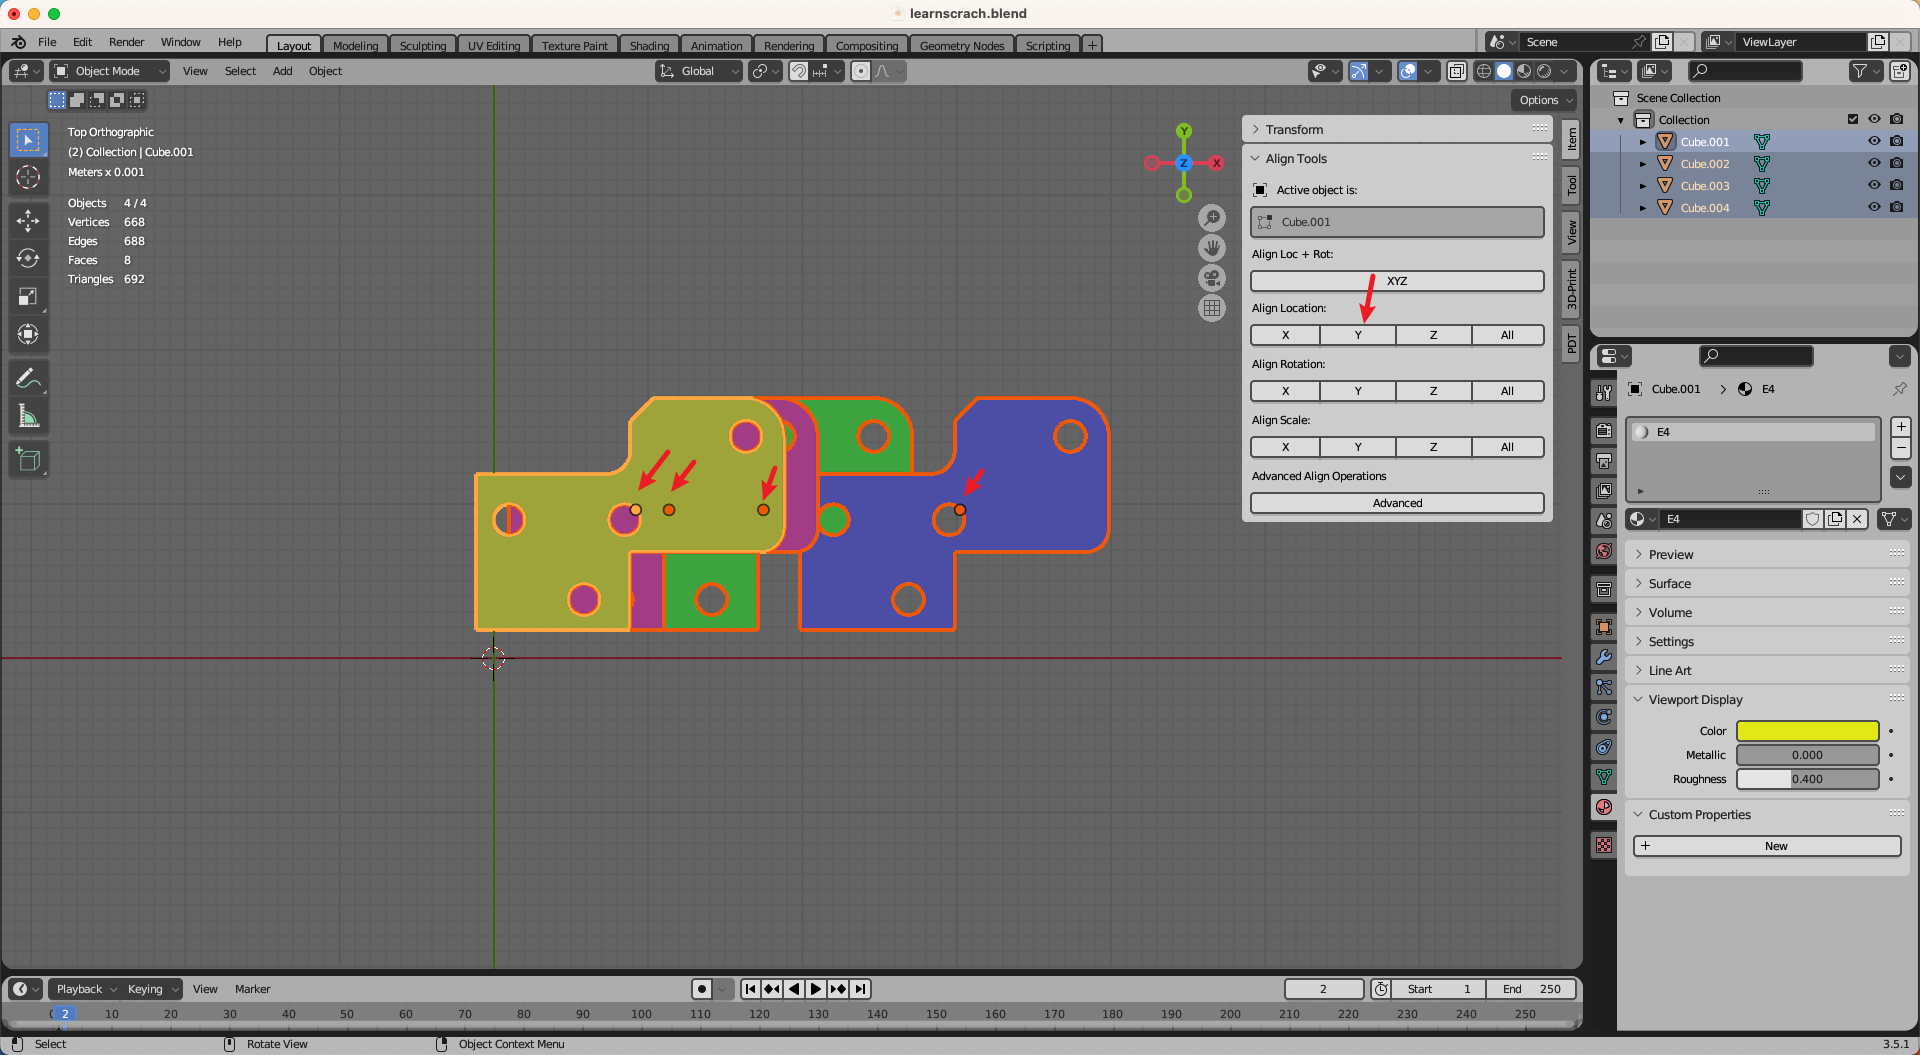 learnscrach.blend
File Edit Render Window Help Layout Modeling Sculpting UV Editing Texture Paint Shading Animation Rendering Compositing Geometry Nodes Scripting + Scene ViewLayer
Object Mode View Select Add Object Global
Options
Top Orthographic
(2) Collection | Cube.001
Meters x 0.001
Objects 4 / 4
Vertices 668
Edges 688
Faces 8
Triangles 692
Y
X
Z
Transform
Align Tools
Active object is:
Cube.001
Align Loc + Rot:
XYZ
Align Location:
X Y Z All
Align Rotation:
X Y Z All
Align Scale:
X Y Z All
Advanced Align Operations
Advanced
Item
Tool
View
3D-Print
PDT
Scene Collection
Collection
Cube.001
Cube.002
Cube.003
Cube.004
Cube.001 > E4
E4
E4
Preview
Surface
Volume
Settings
Line Art
Viewport Display
Color
Metallic 0.000
Roughness 0.400
Custom Properties
+ New
Playback Keying View Marker 2 Start 1 End 250
2 10 20 30 40 50 60 70 80 90 100 110 120 130 140 150 160 170 180 190 200 210 220 230 240 250
Select Rotate View Object Context Menu 3.5.1